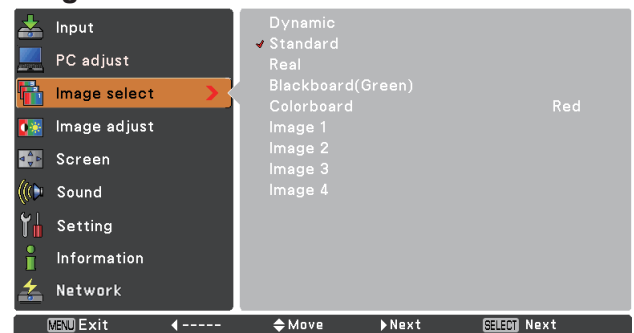 Input
PC adjust
Image select
Image adjust
Screen
Sound
Setting
Information
Network
Dynamic
Standard
Real
Blackboard(Green)
Colorboard Red
Image 1
Image 2
Image 3
Image 4
MENU Exit ----- Move Next SELECT Next